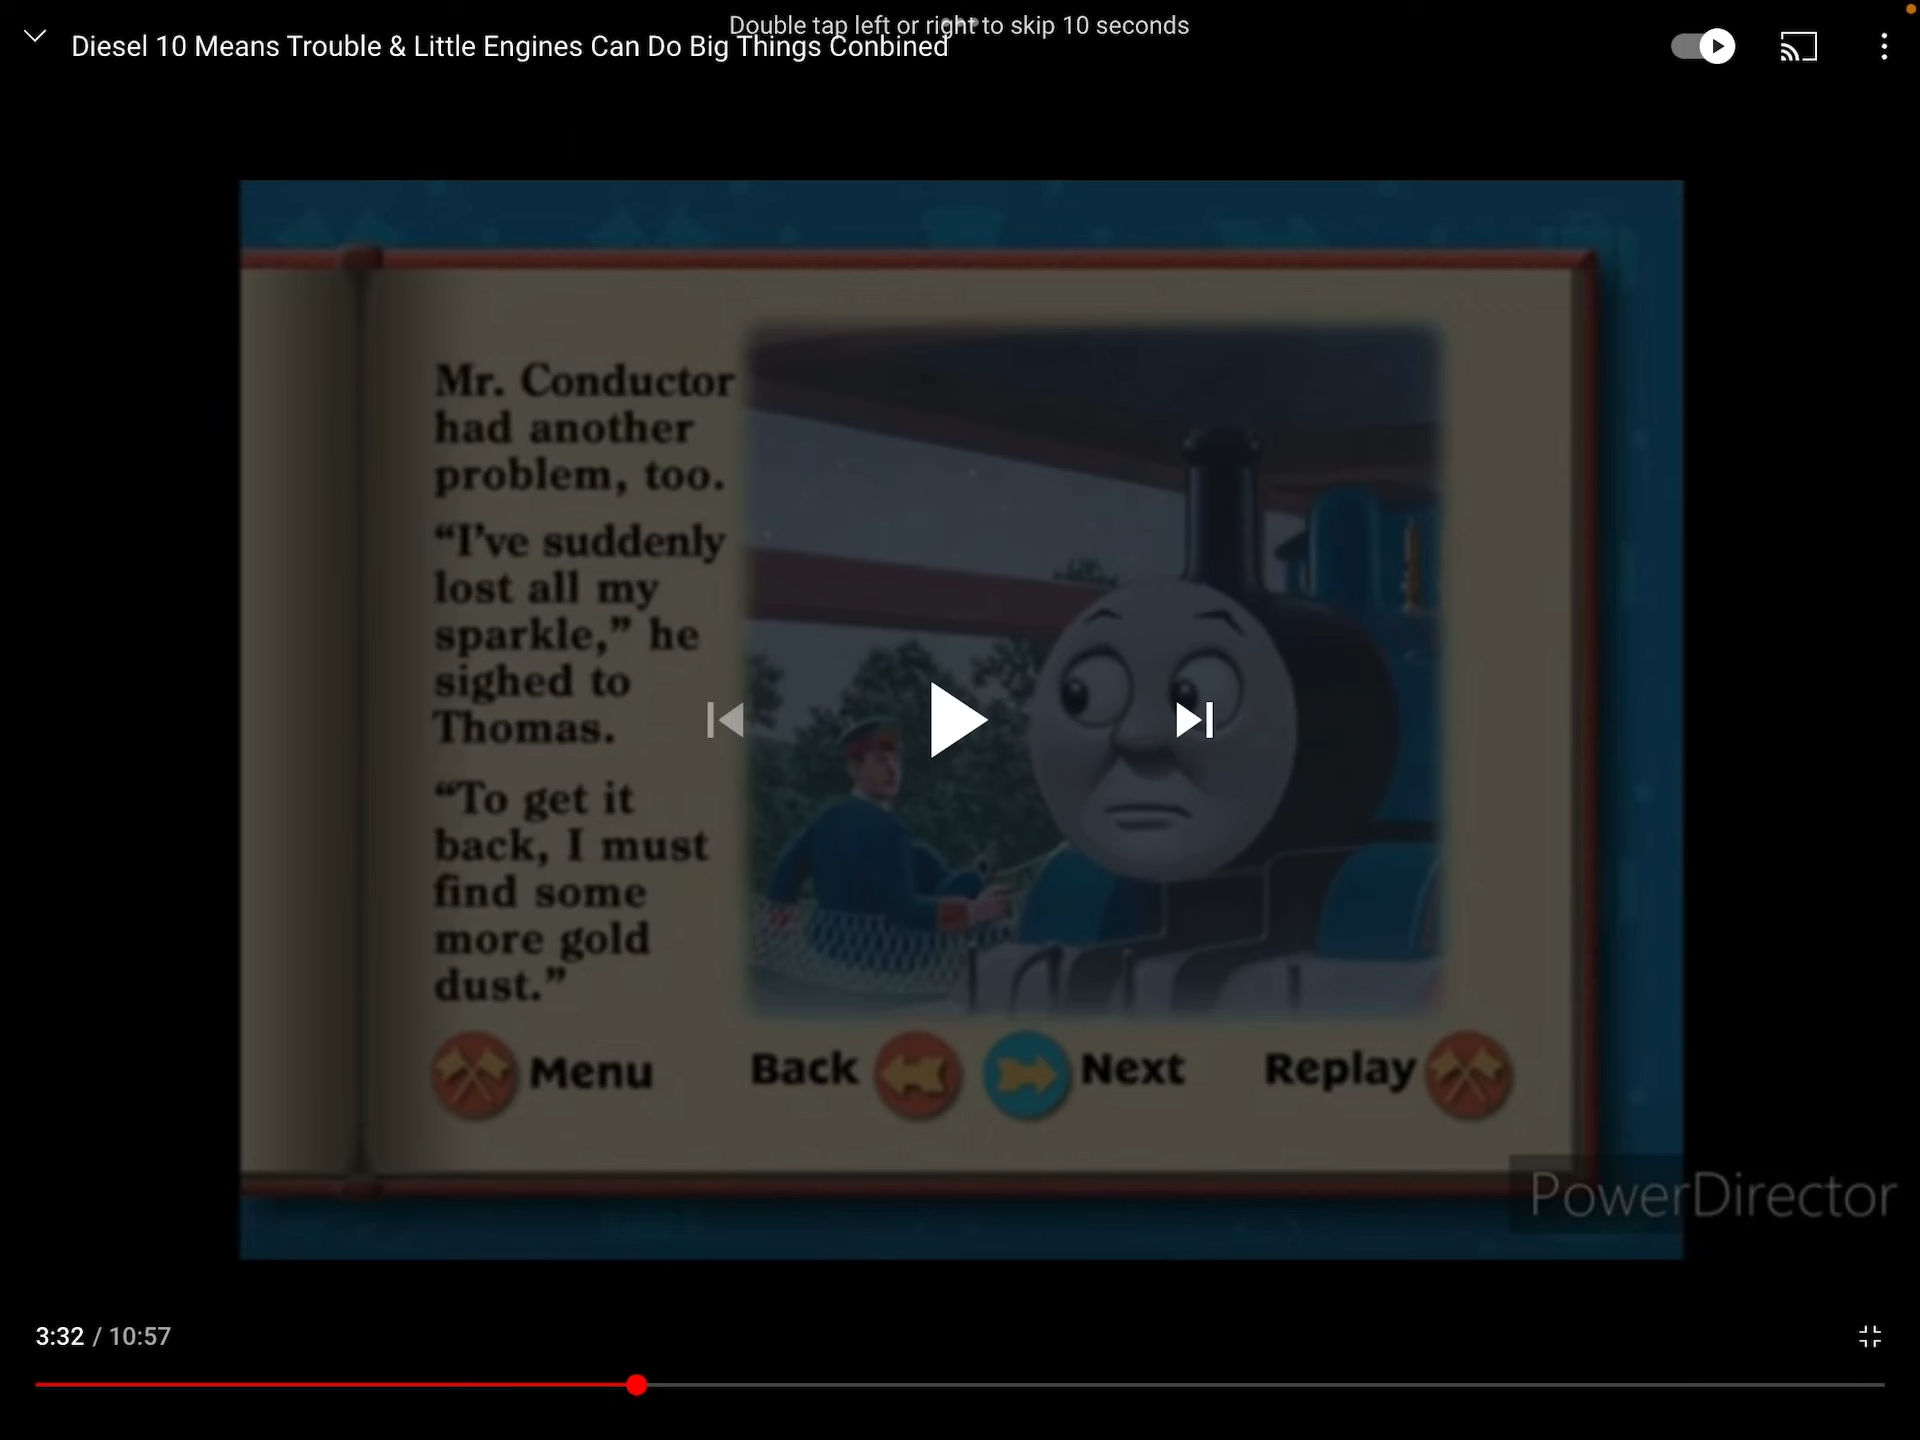 Double tap left or right to skip 10 seconds
Diesel 10 Means Trouble & Little Engines Can Do Big Things Conbined
Mr. Conductor
had another
problem, too.
“I’ve suddenly
lost all my
sparkle,” he
sighed to
Thomas.
“To get it
back, I must
find some
more gold
dust.”
Menu
Back
Next
Replay
PowerDirector
3:32 / 10:57